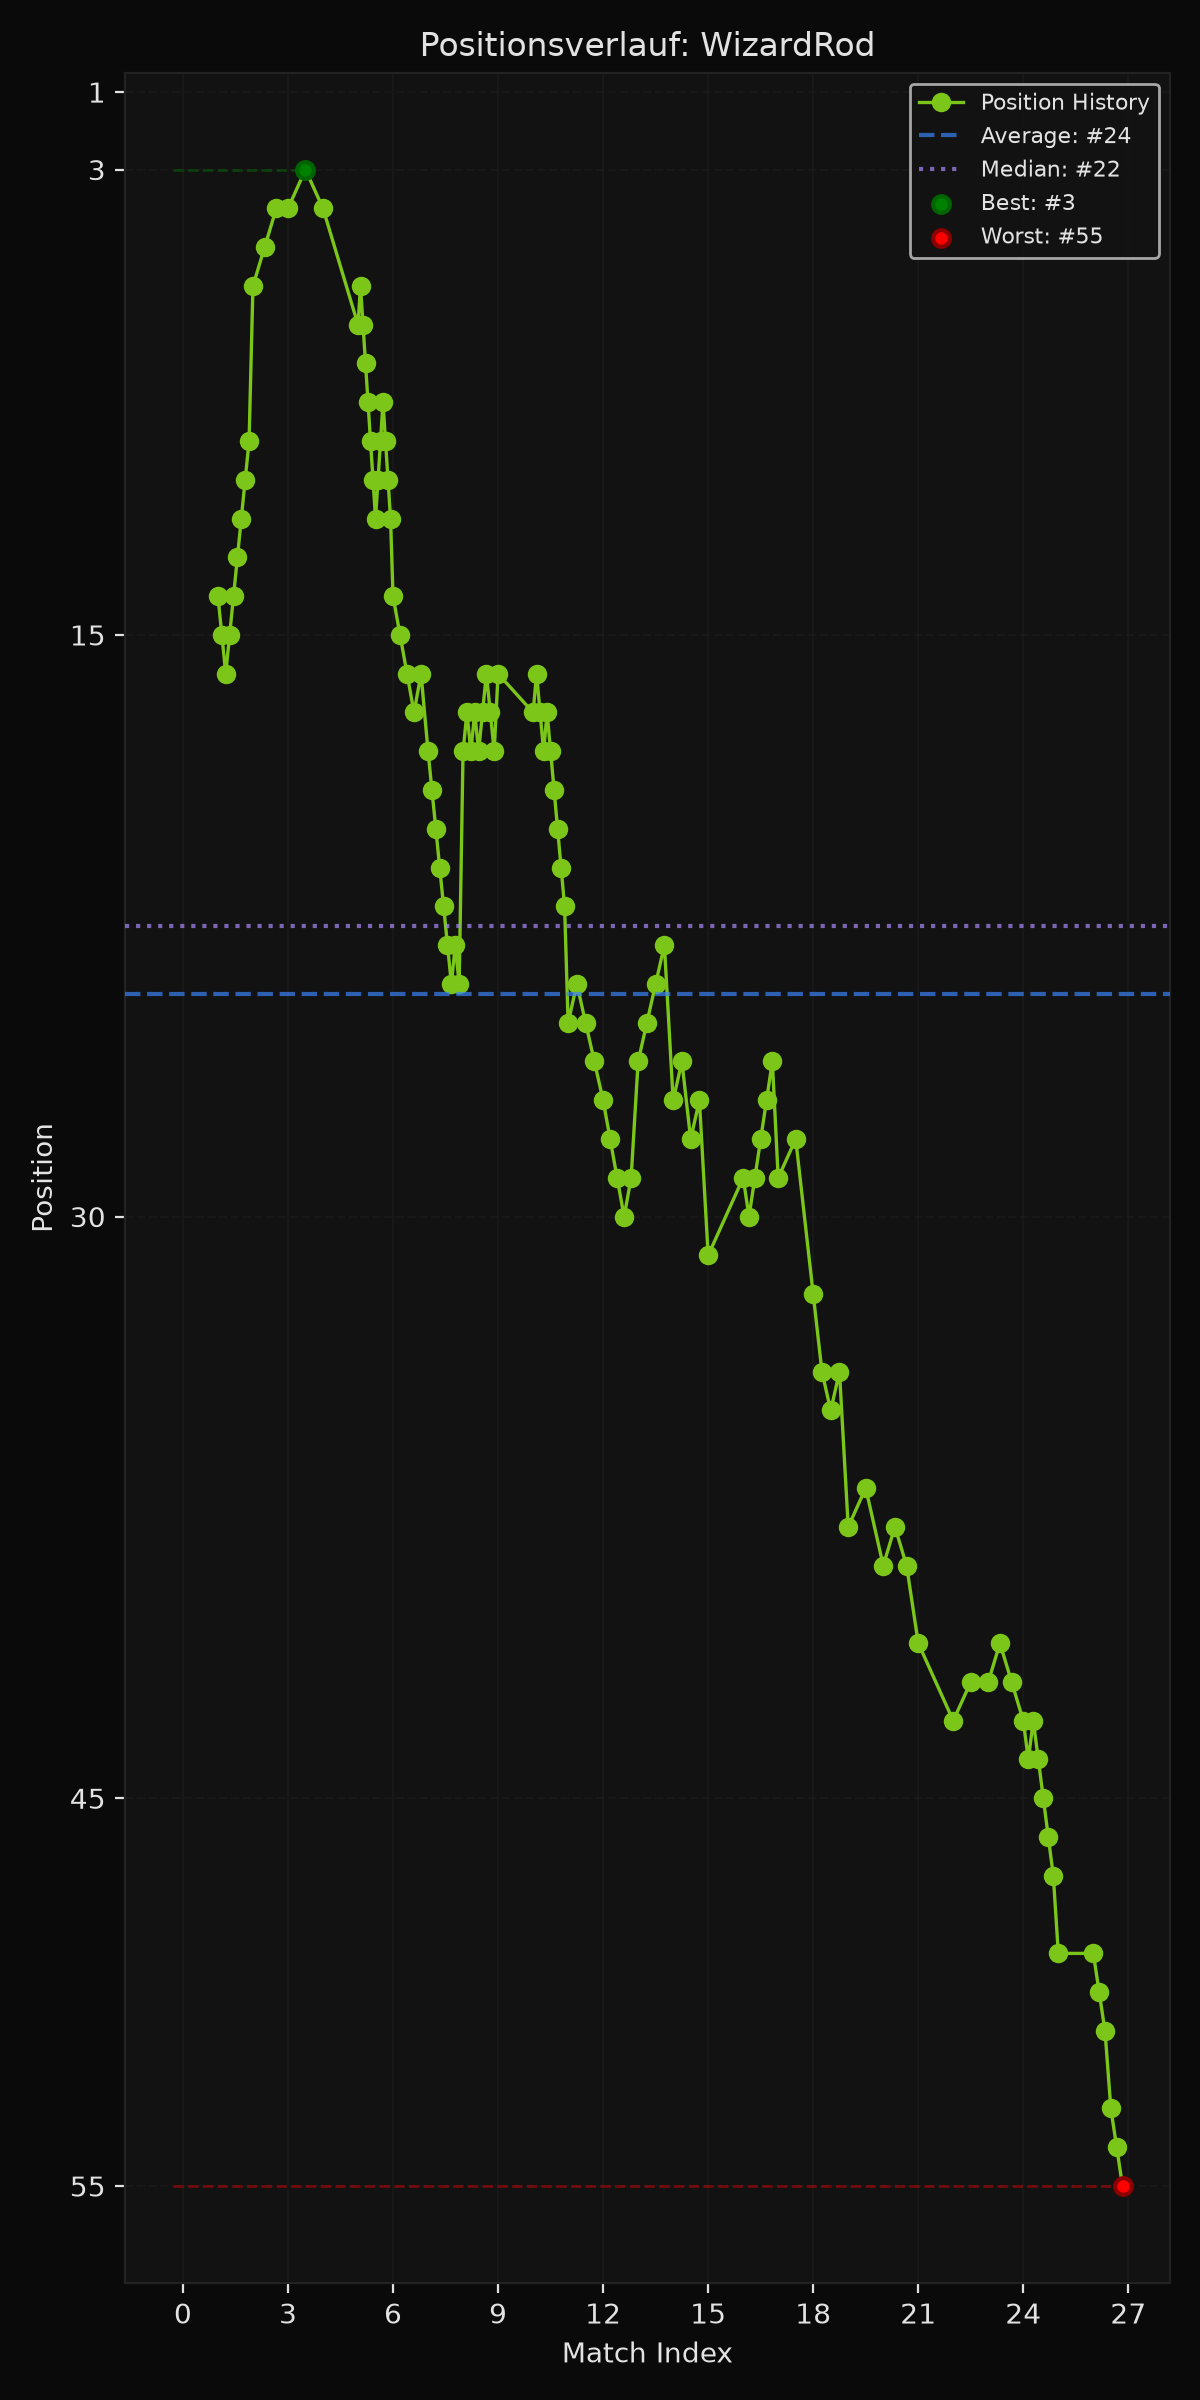 Positionsverlauf: WizardRod
Position History
Average: #24
Median: #22
Best: #3
Worst: #55
1
3
15
30
45
55
Position
0 3 6 9 12 15 18 21 24 27
Match Index